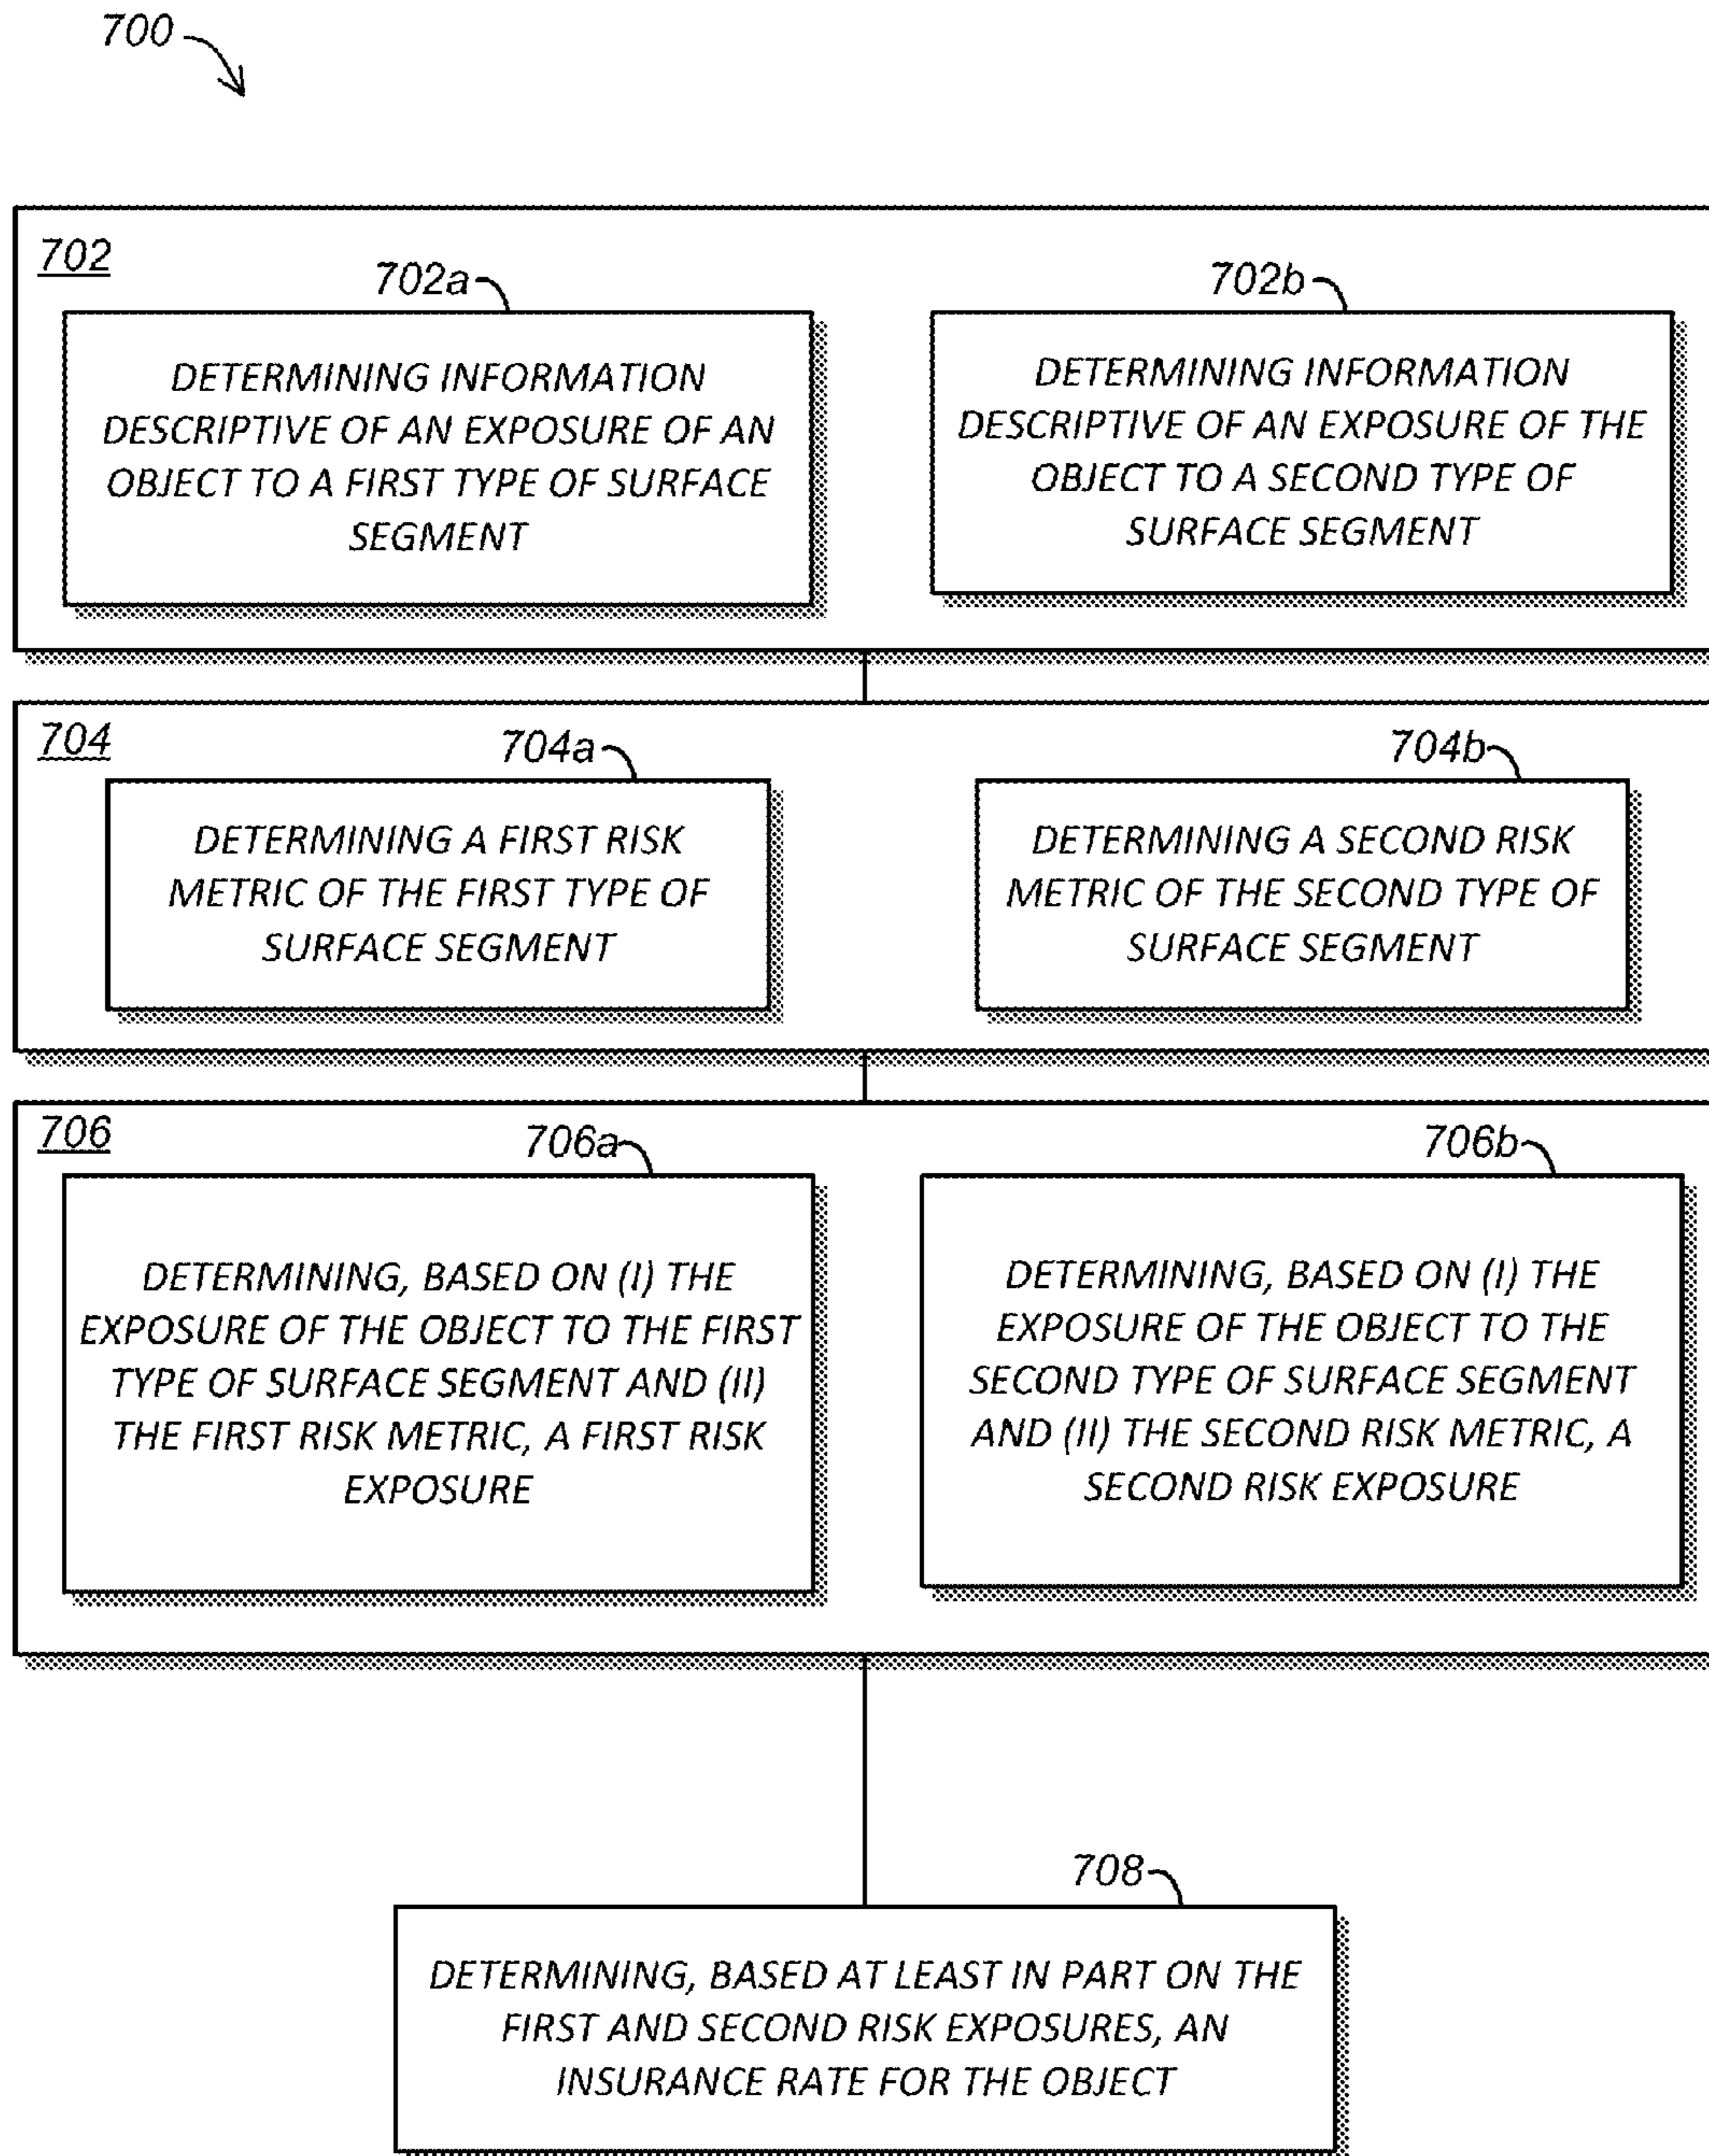 700
702
702a
702b
DETERMINING INFORMATION
DESCRIPTIVE OF AN EXPOSURE OF AN
OBJECT TO A FIRST TYPE OF SURFACE
SEGMENT
DETERMINING INFORMATION
DESCRIPTIVE OF AN EXPOSURE OF THE
OBJECT TO A SECOND TYPE OF
SURFACE SEGMENT
704
704a
704b
DETERMINING A FIRST RISK
METRIC OF THE FIRST TYPE OF
SURFACE SEGMENT
DETERMINING A SECOND RISK
METRIC OF THE SECOND TYPE OF
SURFACE SEGMENT
706
706a
706b
DETERMINING, BASED ON (I) THE
EXPOSURE OF THE OBJECT TO THE FIRST
TYPE OF SURFACE SEGMENT AND (II)
THE FIRST RISK METRIC, A FIRST RISK
EXPOSURE
DETERMINING, BASED ON (I) THE
EXPOSURE OF THE OBJECT TO THE
SECOND TYPE OF SURFACE SEGMENT
AND (II) THE SECOND RISK METRIC, A
SECOND RISK EXPOSURE
708
DETERMINING, BASED AT LEAST IN PART ON THE
FIRST AND SECOND RISK EXPOSURES, AN
INSURANCE RATE FOR THE OBJECT